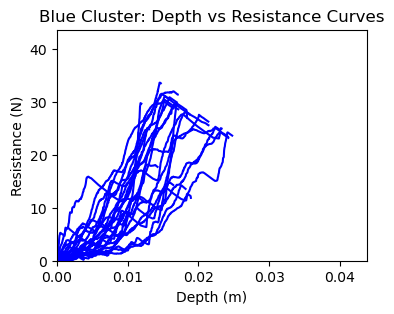 Blue Cluster: Depth vs Resistance Curves
40
30
20
10
0
Resistance (N)
0.00 0.01 0.02 0.03 0.04
Depth (m)